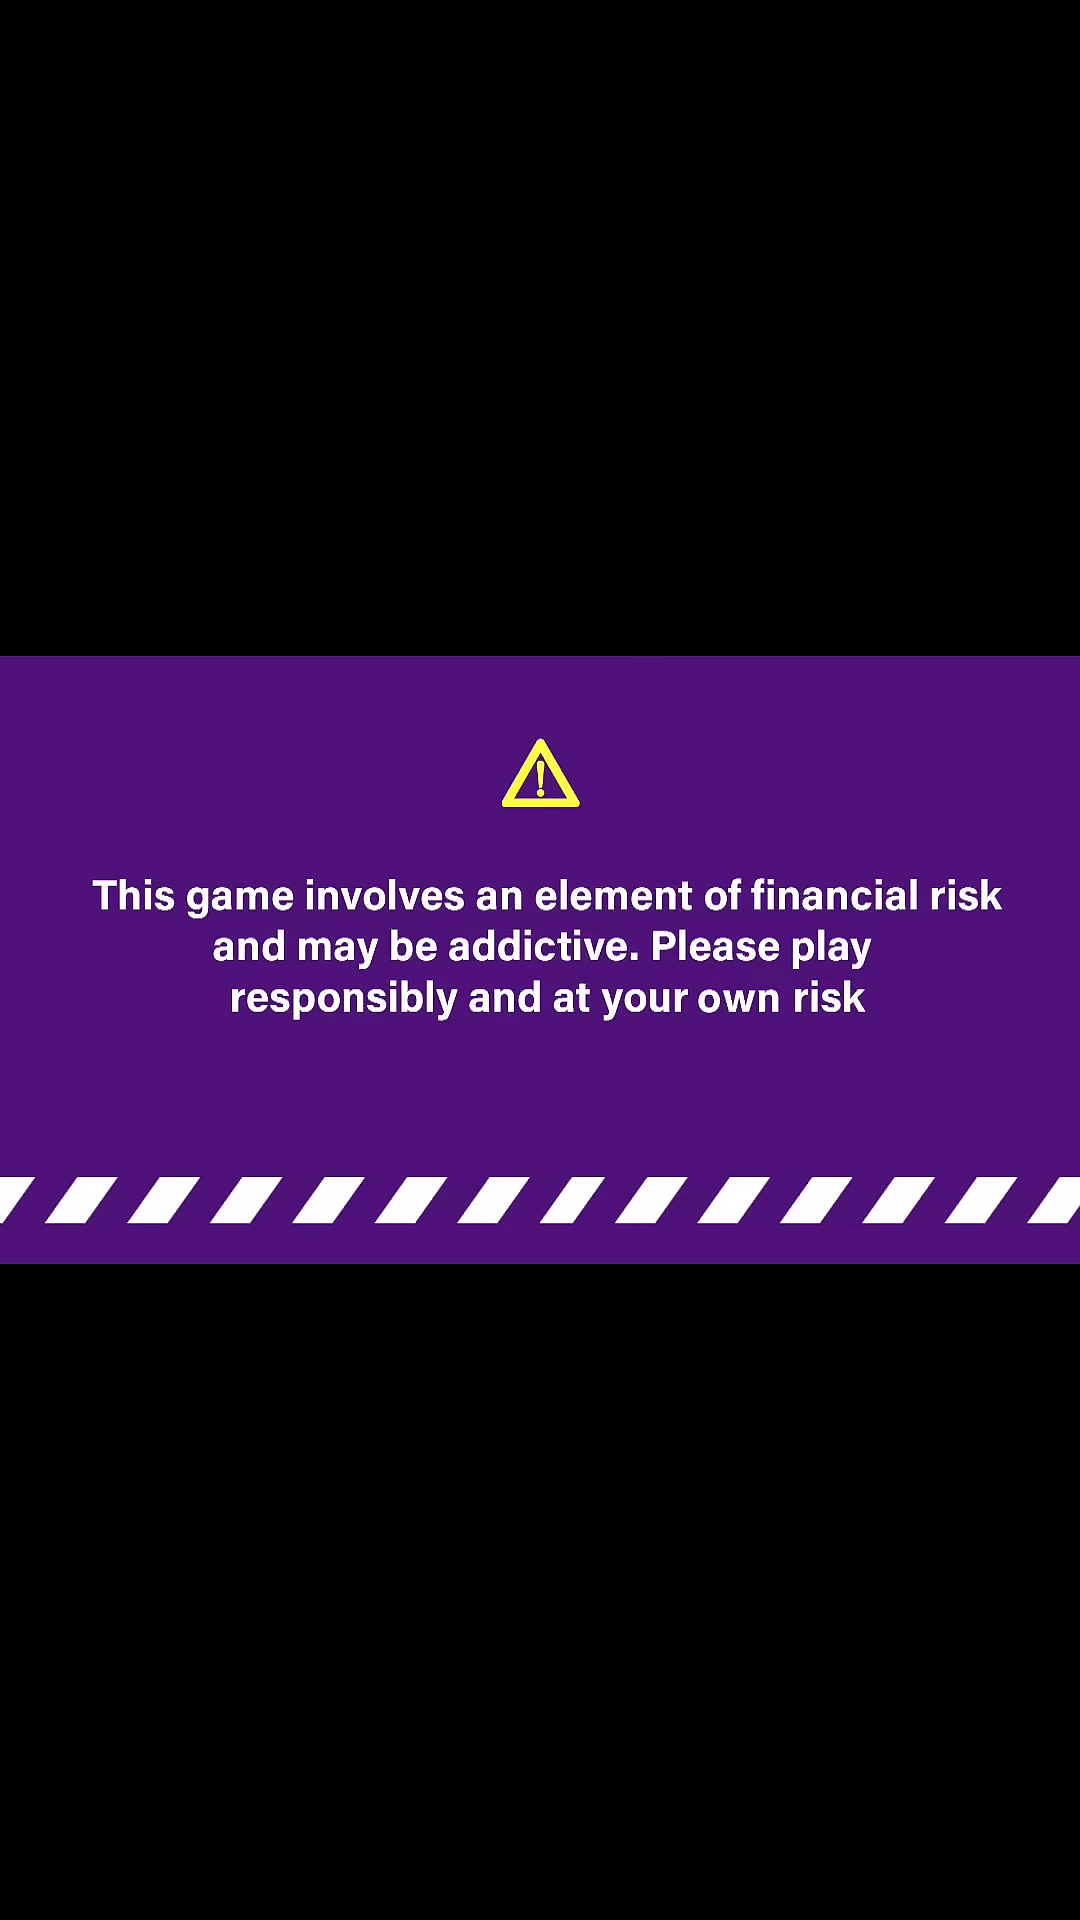 This game involves an element of financial risk
and may be addictive. Please play
responsibly and at your own risk